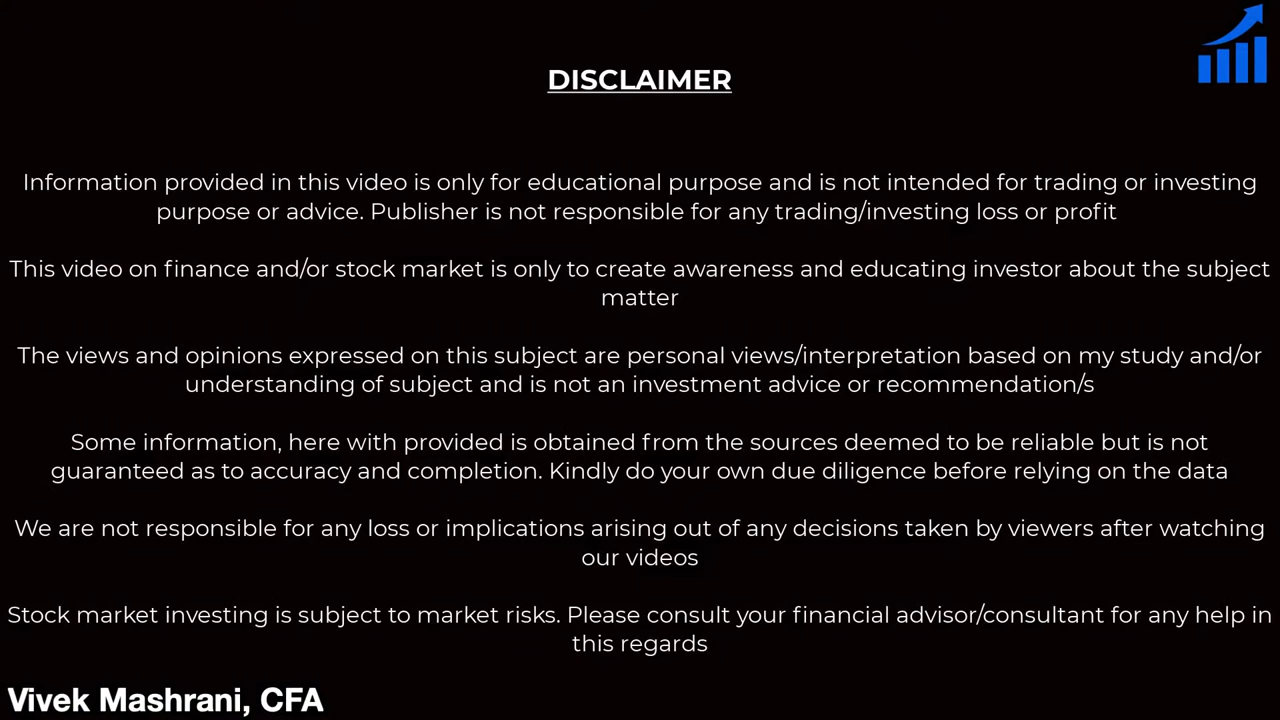 DISCLAIMER
Information provided in this video is only for educational purpose and is not intended for trading or investing
purpose or advice. Publisher is not responsible for any trading/investing loss or profit
This video on finance and/or stock market is only to create awareness and educating investor about the subject
matter
The views and opinions expressed on this subject are personal views/interpretation based on my study and/or
understanding of subject and is not an investment advice or recommendation/s
Some information, here with provided is obtained from the sources deemed to be reliable but is not
guaranteed as to accuracy and completion. Kindly do your own due diligence before relying on the data
We are not responsible for any loss or implications arising out of any decisions taken by viewers after watching
our videos
Stock market investing is subject to market risks. Please consult your financial advisor/consultant for any help in
this regards
Vivek Mashrani, CFA